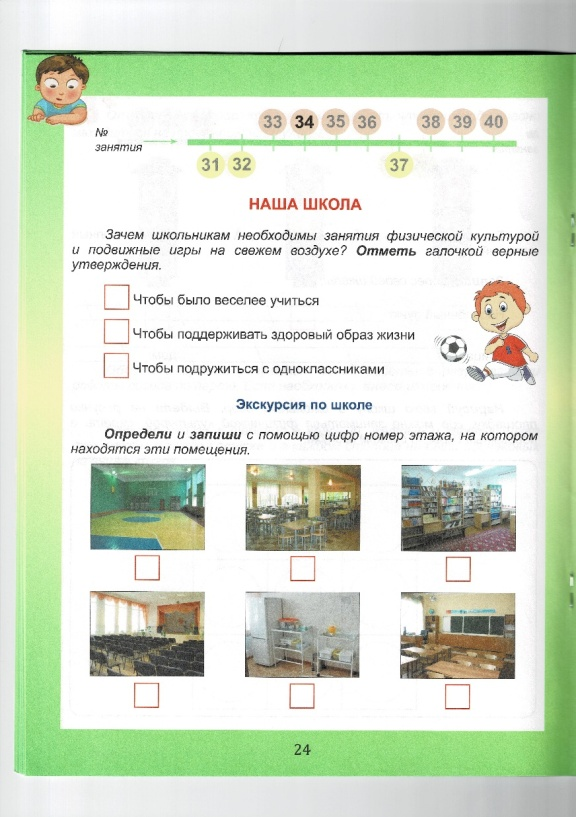 №
занятия
33 34 35 36 38 39 40
31 32 37
НАША ШКОЛА
Зачем школьникам необходимы занятия физической культурой
и подвижные игры на свежем воздухе? Отметь галочкой верные
утверждения.
Чтобы было веселее учиться
Чтобы поддерживать здоровый образ жизни
Чтобы подружиться с одноклассниками
Экскурсия по школе
Определи и запиши с помощью цифр номер этажа, на котором
находятся эти помещения.
24